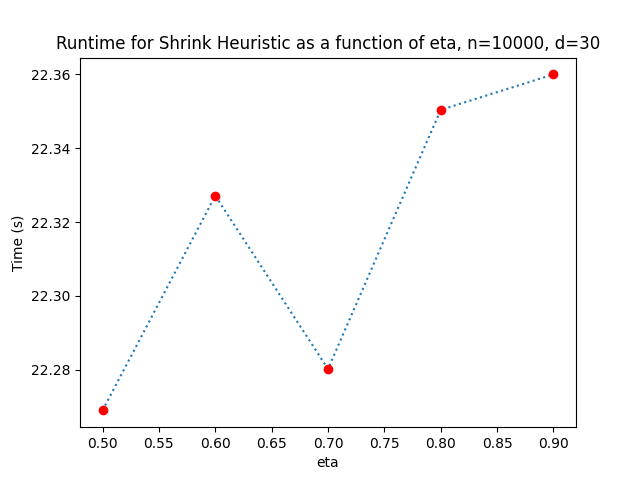 Runtime for Shrink Heuristic as a function of eta, n=10000, d=30
22.36
22.34
22.32
22.30
22.28
Time (s)
0.50 0.55 0.60 0.65 0.70 0.75 0.80 0.85 0.90
eta